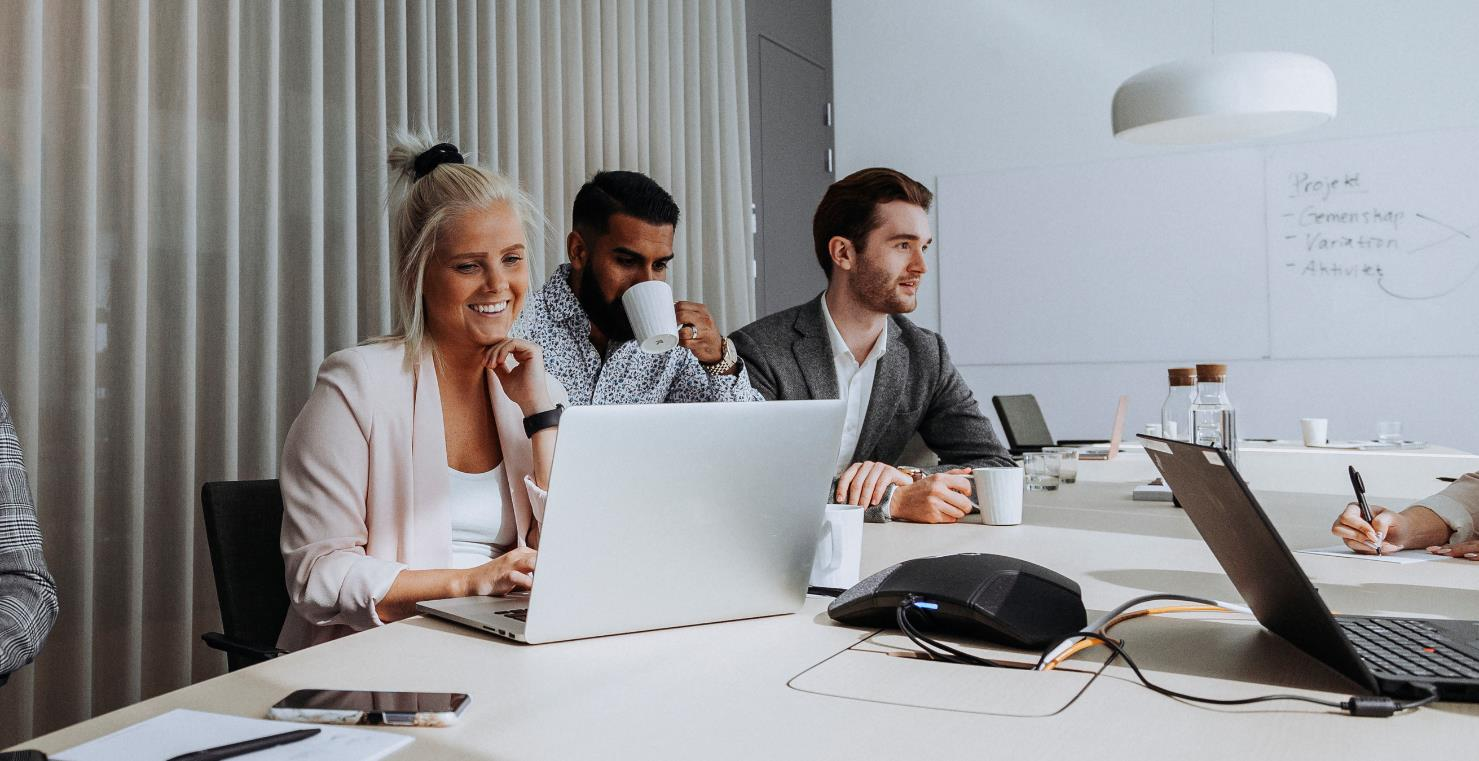 Projekt
- Gemenskap
- Variation
- Aktivitet